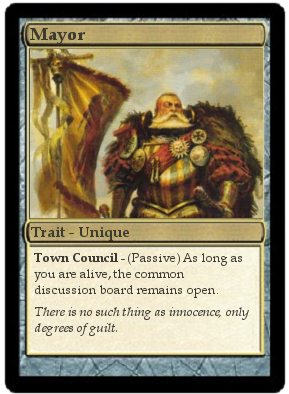 Mayor
Trait - Unique
Town Council - (Passive) As long as
you are alive, the common
discussion board remains open.
There is no such thing as innocence, only
degrees of guilt.